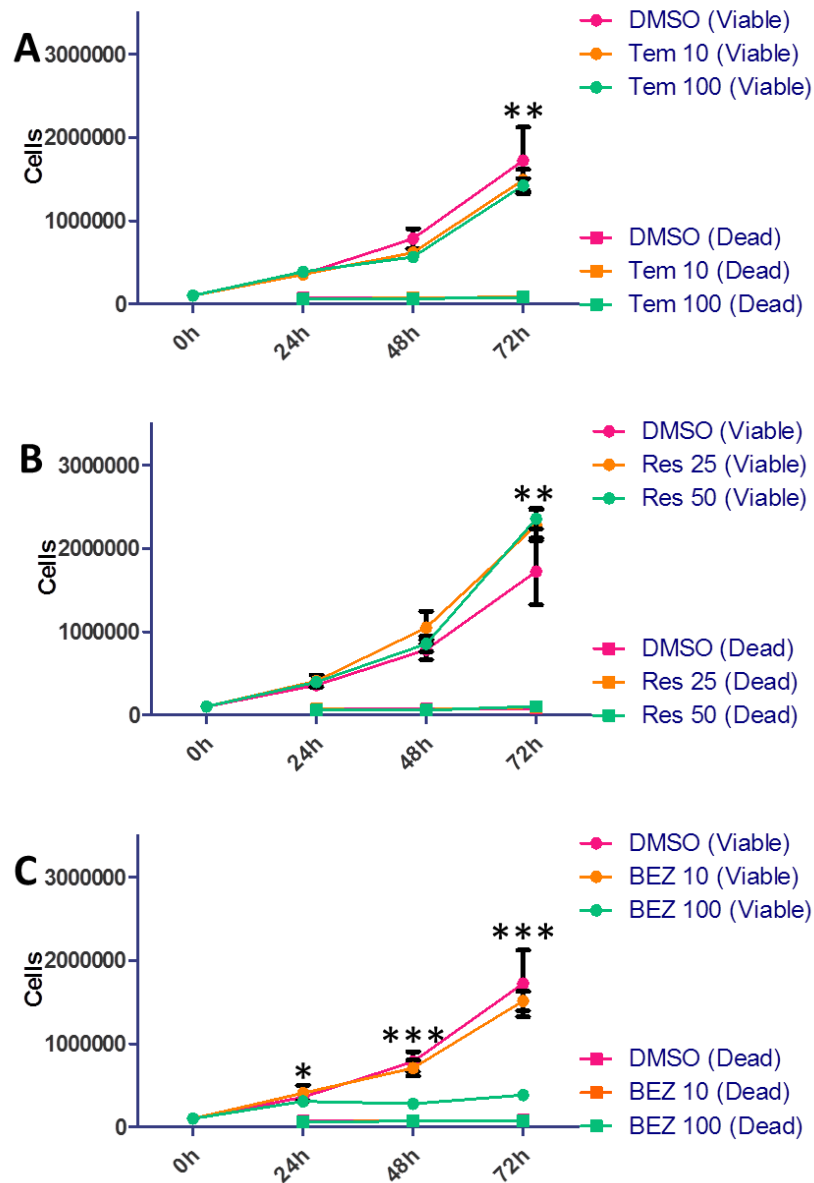 A
Cells
3000000
2000000
1000000
0
0h
24h
48h
72h
**
DMSO (Viable)
Tem 10 (Viable)
Tem 100 (Viable)
DMSO (Dead)
Tem 10 (Dead)
Tem 100 (Dead)
B
Cells
3000000
2000000
1000000
0
0h
24h
48h
72h
**
DMSO (Viable)
Res 25 (Viable)
Res 50 (Viable)
DMSO (Dead)
Res 25 (Dead)
Res 50 (Dead)
C
Cells
3000000
2000000
1000000
0
0h
24h
48h
72h
*
***
***
DMSO (Viable)
BEZ 10 (Viable)
BEZ 100 (Viable)
DMSO (Dead)
BEZ 10 (Dead)
BEZ 100 (Dead)